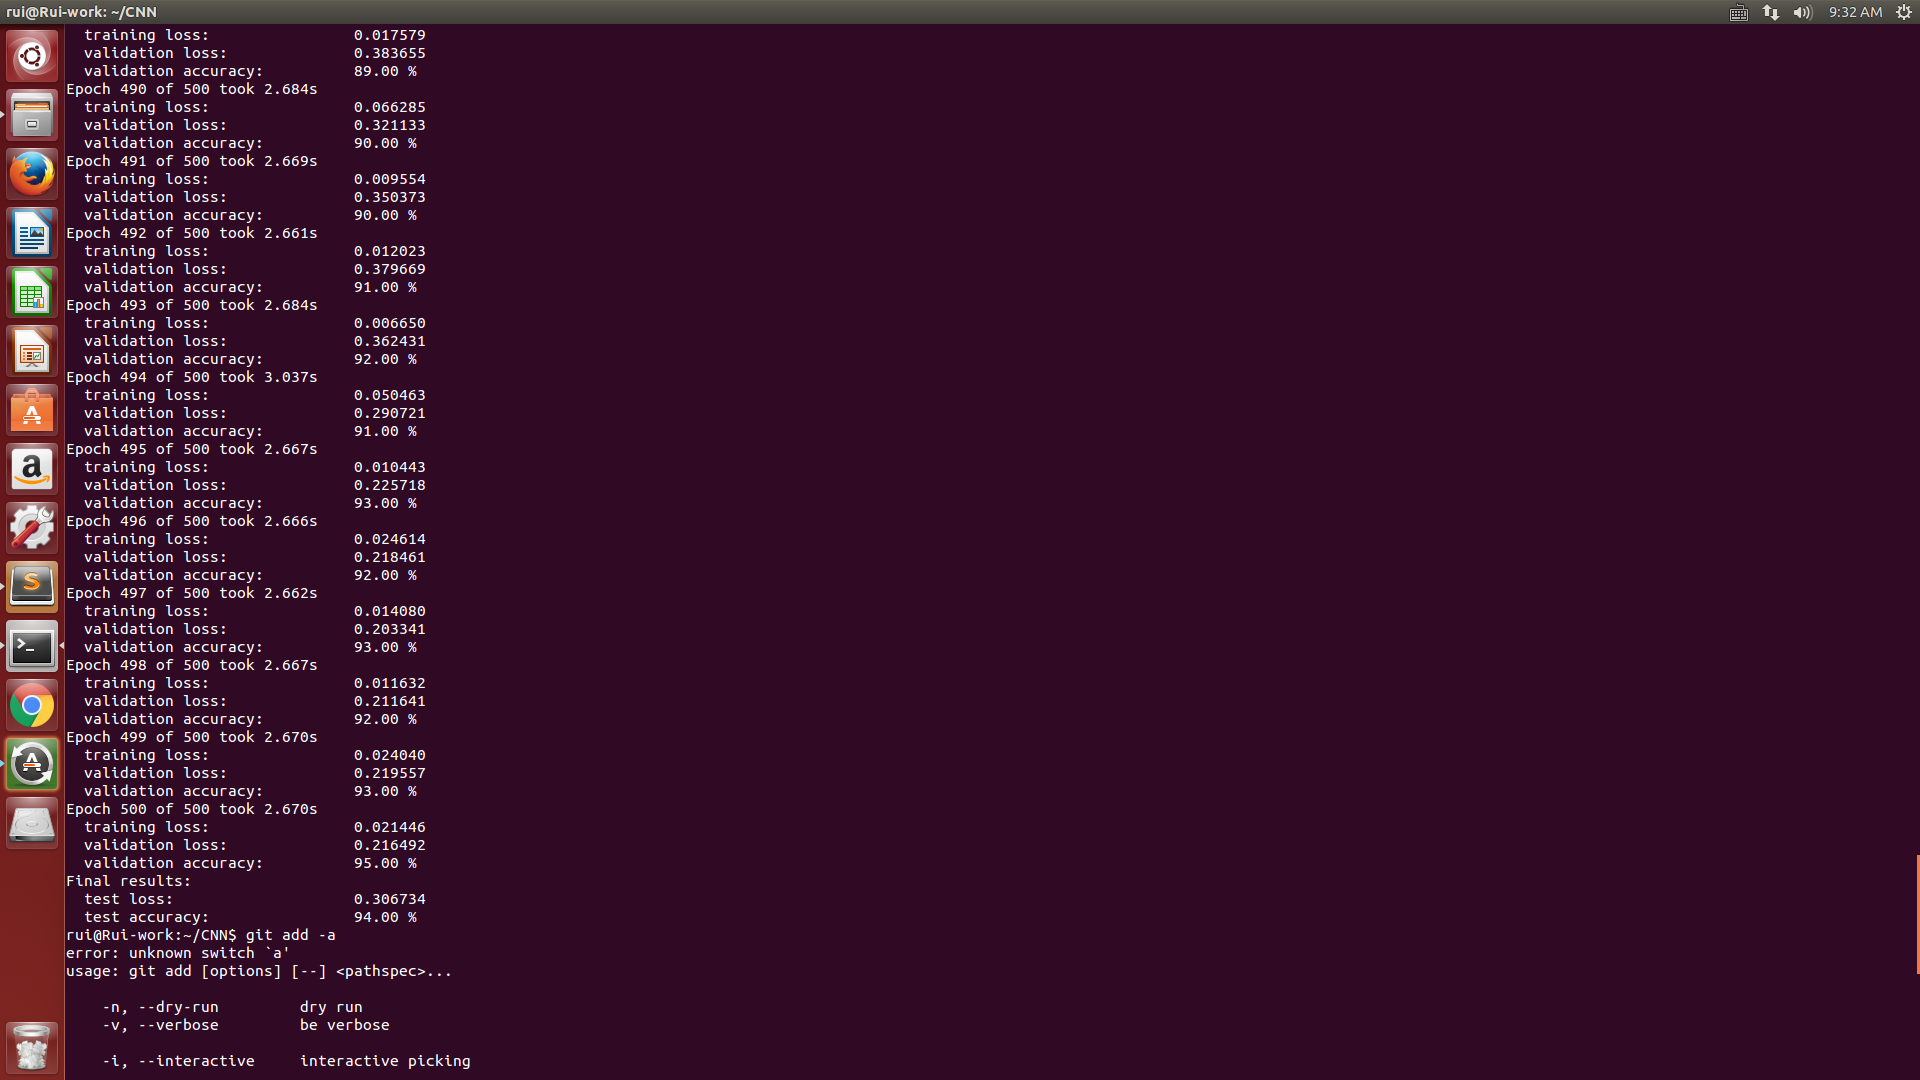 rui@Rui-work: ~/CNN
9:32 AM
training loss: 0.017579
validation loss: 0.383655
validation accuracy: 89.00 %
Epoch 490 of 500 took 2.684s
training loss: 0.066285
validation loss: 0.321133
validation accuracy: 90.00 %
Epoch 491 of 500 took 2.669s
training loss: 0.009554
validation loss: 0.350373
validation accuracy: 90.00 %
Epoch 492 of 500 took 2.661s
training loss: 0.012023
validation loss: 0.379669
validation accuracy: 91.00 %
Epoch 493 of 500 took 2.684s
training loss: 0.006650
validation loss: 0.362431
validation accuracy: 92.00 %
Epoch 494 of 500 took 3.037s
training loss: 0.050463
validation loss: 0.290721
validation accuracy: 91.00 %
Epoch 495 of 500 took 2.667s
training loss: 0.010443
validation loss: 0.225718
validation accuracy: 93.00 %
Epoch 496 of 500 took 2.666s
training loss: 0.024614
validation loss: 0.218461
validation accuracy: 92.00 %
Epoch 497 of 500 took 2.662s
training loss: 0.014080
validation loss: 0.203341
validation accuracy: 93.00 %
Epoch 498 of 500 took 2.667s
training loss: 0.011632
validation loss: 0.211641
validation accuracy: 92.00 %
Epoch 499 of 500 took 2.670s
training loss: 0.024040
validation loss: 0.219557
validation accuracy: 93.00 %
Epoch 500 of 500 took 2.670s
training loss: 0.021446
validation loss: 0.216492
validation accuracy: 95.00 %
Final results:
test loss: 0.306734
test accuracy: 94.00 %
rui@Rui-work:~/CNN$ git add -a
error: unknown switch `a'
usage: git add [options] [--] <pathspec>...
-n, --dry-run dry run
-v, --verbose be verbose
-i, --interactive interactive picking